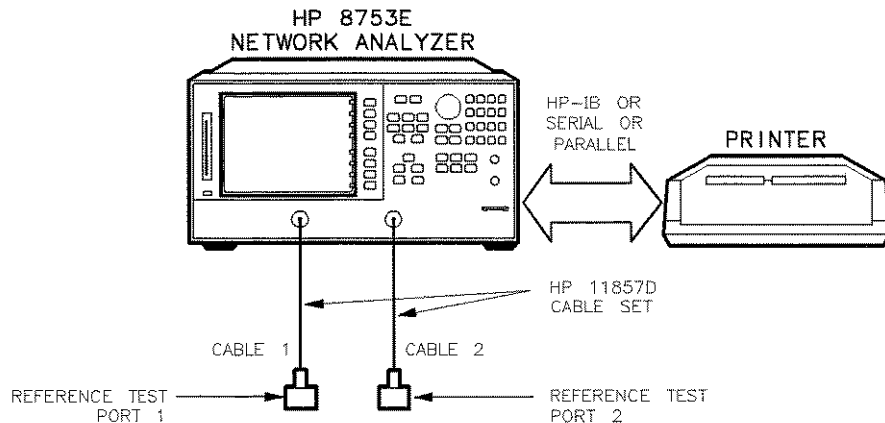 HP 8753E
NETWORK ANALYZER
HP-IB OR
SERIAL OR
PARALLEL
PRINTER
HP 11857D
CABLE SET
CABLE 1
CABLE 2
REFERENCE TEST
PORT 1
REFERENCE TEST
PORT 2